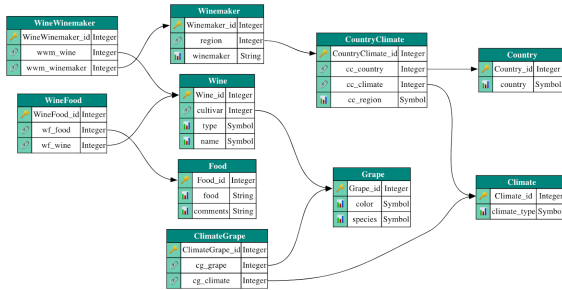 WineWinemaker
WineWinemaker_id Integer
wwm_wine Integer
wwm_winemaker Integer
Winemaker
Winemaker_id Integer
region Integer
winemaker String
CountryClimate
CountryClimate_id Integer
cc_country Integer
cc_climate Integer
cc_region Symbol
Country
Country_id Integer
country Symbol
WineFood
WineFood_id Integer
wf_food Integer
wf_wine Integer
Wine
Wine_id Integer
cultivar Integer
type Symbol
name Symbol
Food
Food_id Integer
food String
comments String
Grape
Grape_id Integer
color Symbol
species Symbol
Climate
Climate_id Integer
climate_type Symbol
ClimateGrape
ClimateGrape_id Integer
cg_grape Integer
cg_climate Integer